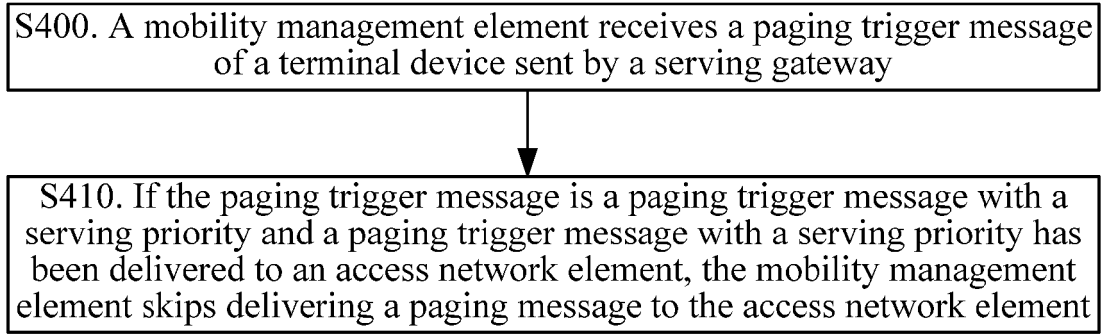 S400. A mobility management element receives a paging trigger message
of a terminal device sent by a serving gateway
S410. If the paging trigger message is a paging trigger message with a
serving priority and a paging trigger message with a serving priority has
been delivered to an access network element, the mobility management
element skips delivering a paging message to the access network element